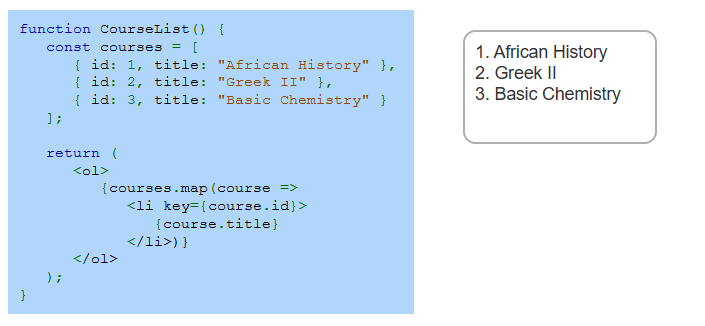 function CourseList() {
   const courses = [
      { id: 1, title: "African History" },
      { id: 2, title: "Greek II" },
      { id: 3, title: "Basic Chemistry" }
   ];

   return (
      <ol>
         {courses.map(course =>
            <li key={course.id}>
               {course.title}
            </li>)}
      </ol>
   );
}
1. African History
2. Greek II
3. Basic Chemistry